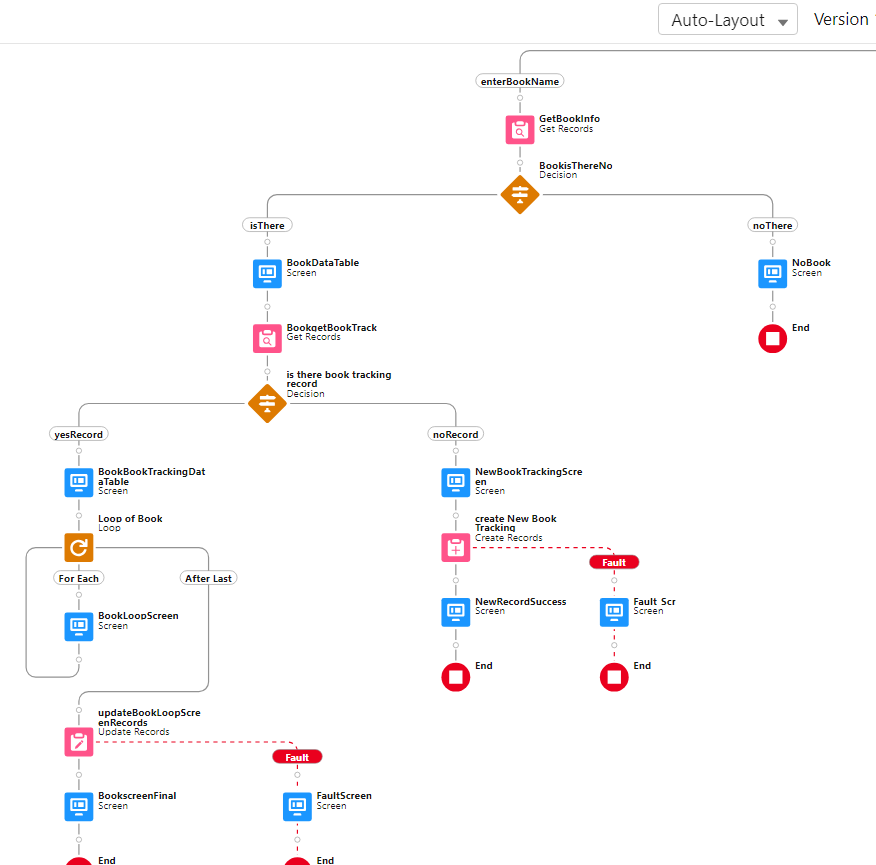 Auto-Layout
Version
enterBookName
GetBookInfo
Get Records
BookisThereNo
Decision
isThere
noThere
BookDataTable
Screen
NoBook
Screen
BookgetBookTrack
Get Records
End
is there book tracking
record
Decision
yesRecord
noRecord
BookBookTrackingDat
aTable
Screen
NewBookTrackingScre
en
Screen
Loop of Book
Loop
create New Book
Tracking
Create Records
Fault
For Each
After Last
BookLoopScreen
Screen
NewRecordSuccess
Screen
Fault Scr
Screen
End
End
updateBookLoopScre
enRecords
Update Records
Fault
BookscreenFinal
Screen
FaultScreen
Screen
End
End